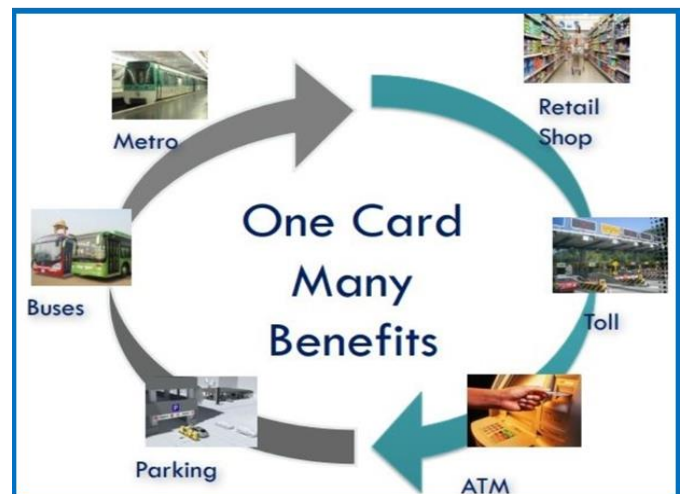 Metro
Retail
Shop
One Card
Many
Benefits
Buses
Toll
Parking
ATM